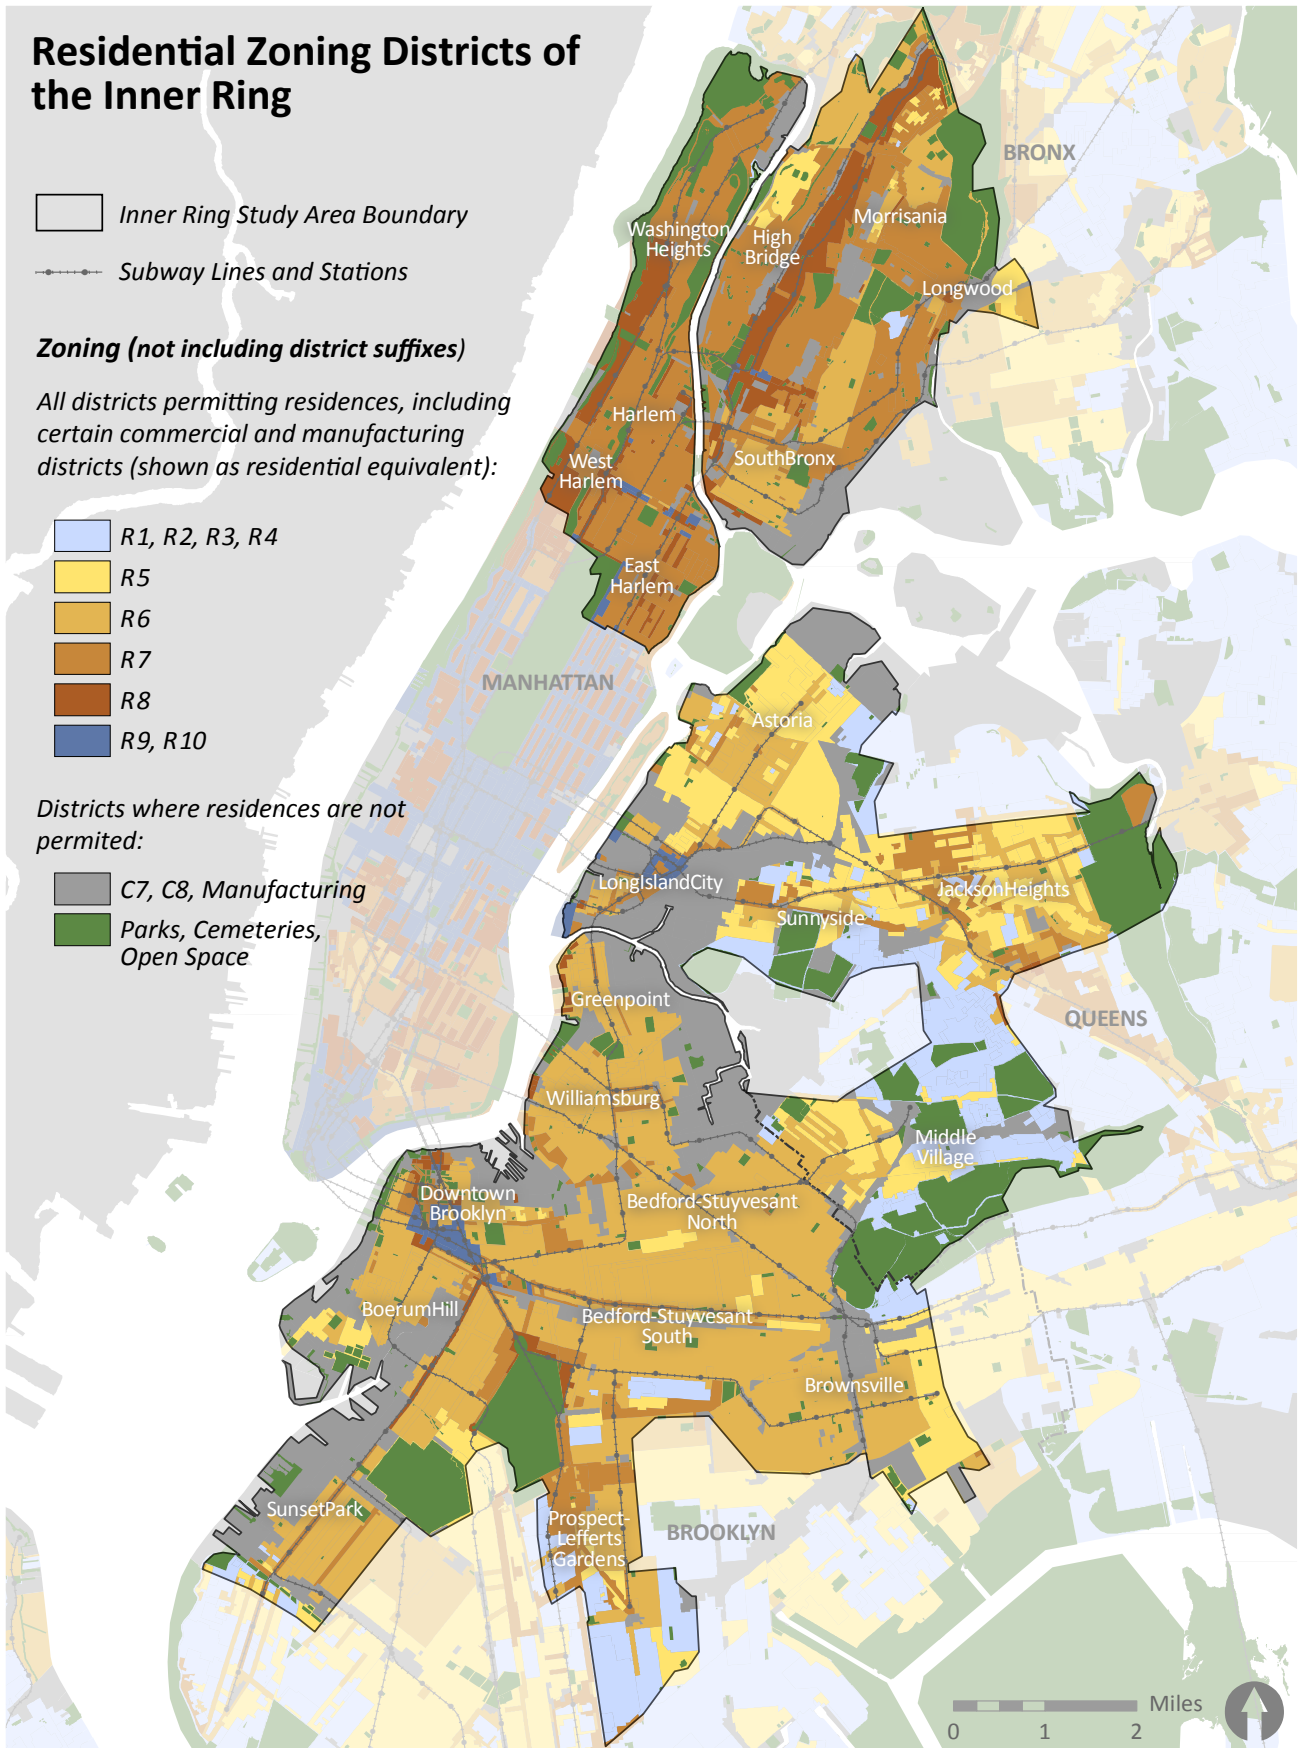 Residential Zoning Districts of
the Inner Ring
Inner Ring Study Area Boundary
Subway Lines and Stations
Zoning (not including district suffixes)
All districts permitting residences, including
certain commercial and manufacturing
districts (shown as residential equivalent):
R1, R2, R3, R4
R5
R6
R7
R8
R9, R10
Districts where residences are not
permited:
C7, C8, Manufacturing
Parks, Cemeteries,
Open Space
BRONX
Washington
Heights
High
Bridge
Morrisania
Longwood
Harlem
West
Harlem
SouthBronx
East
Harlem
MANHATTAN
Astoria
LongIslandCity
Sunnyside
JacksonHeights
Greenpoint
QUEENS
Williamsburg
Middle
Village
Downtown
Brooklyn
Bedford-Stuyvesant
North
BoerumHill
Bedford-Stuyvesant
South
Brownsville
SunsetPark
Prospect-
Lefferts
Gardens
BROOKLYN
Miles
0 1 2